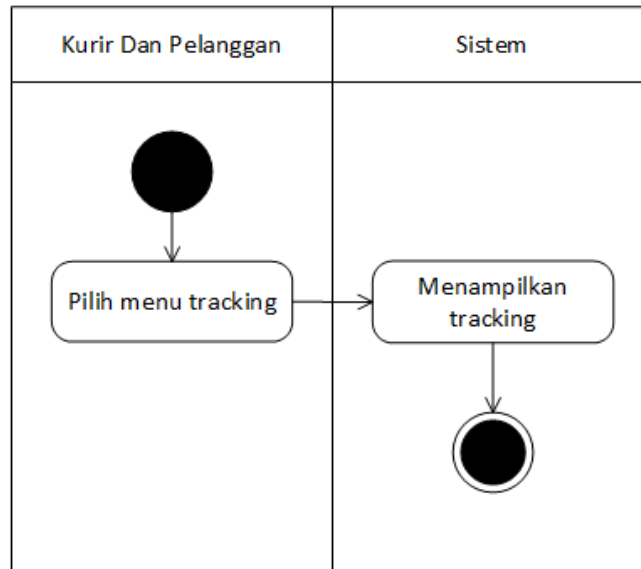 Kurir Dan Pelanggan
Sistem
Pilih menu tracking
Menampilkan
tracking